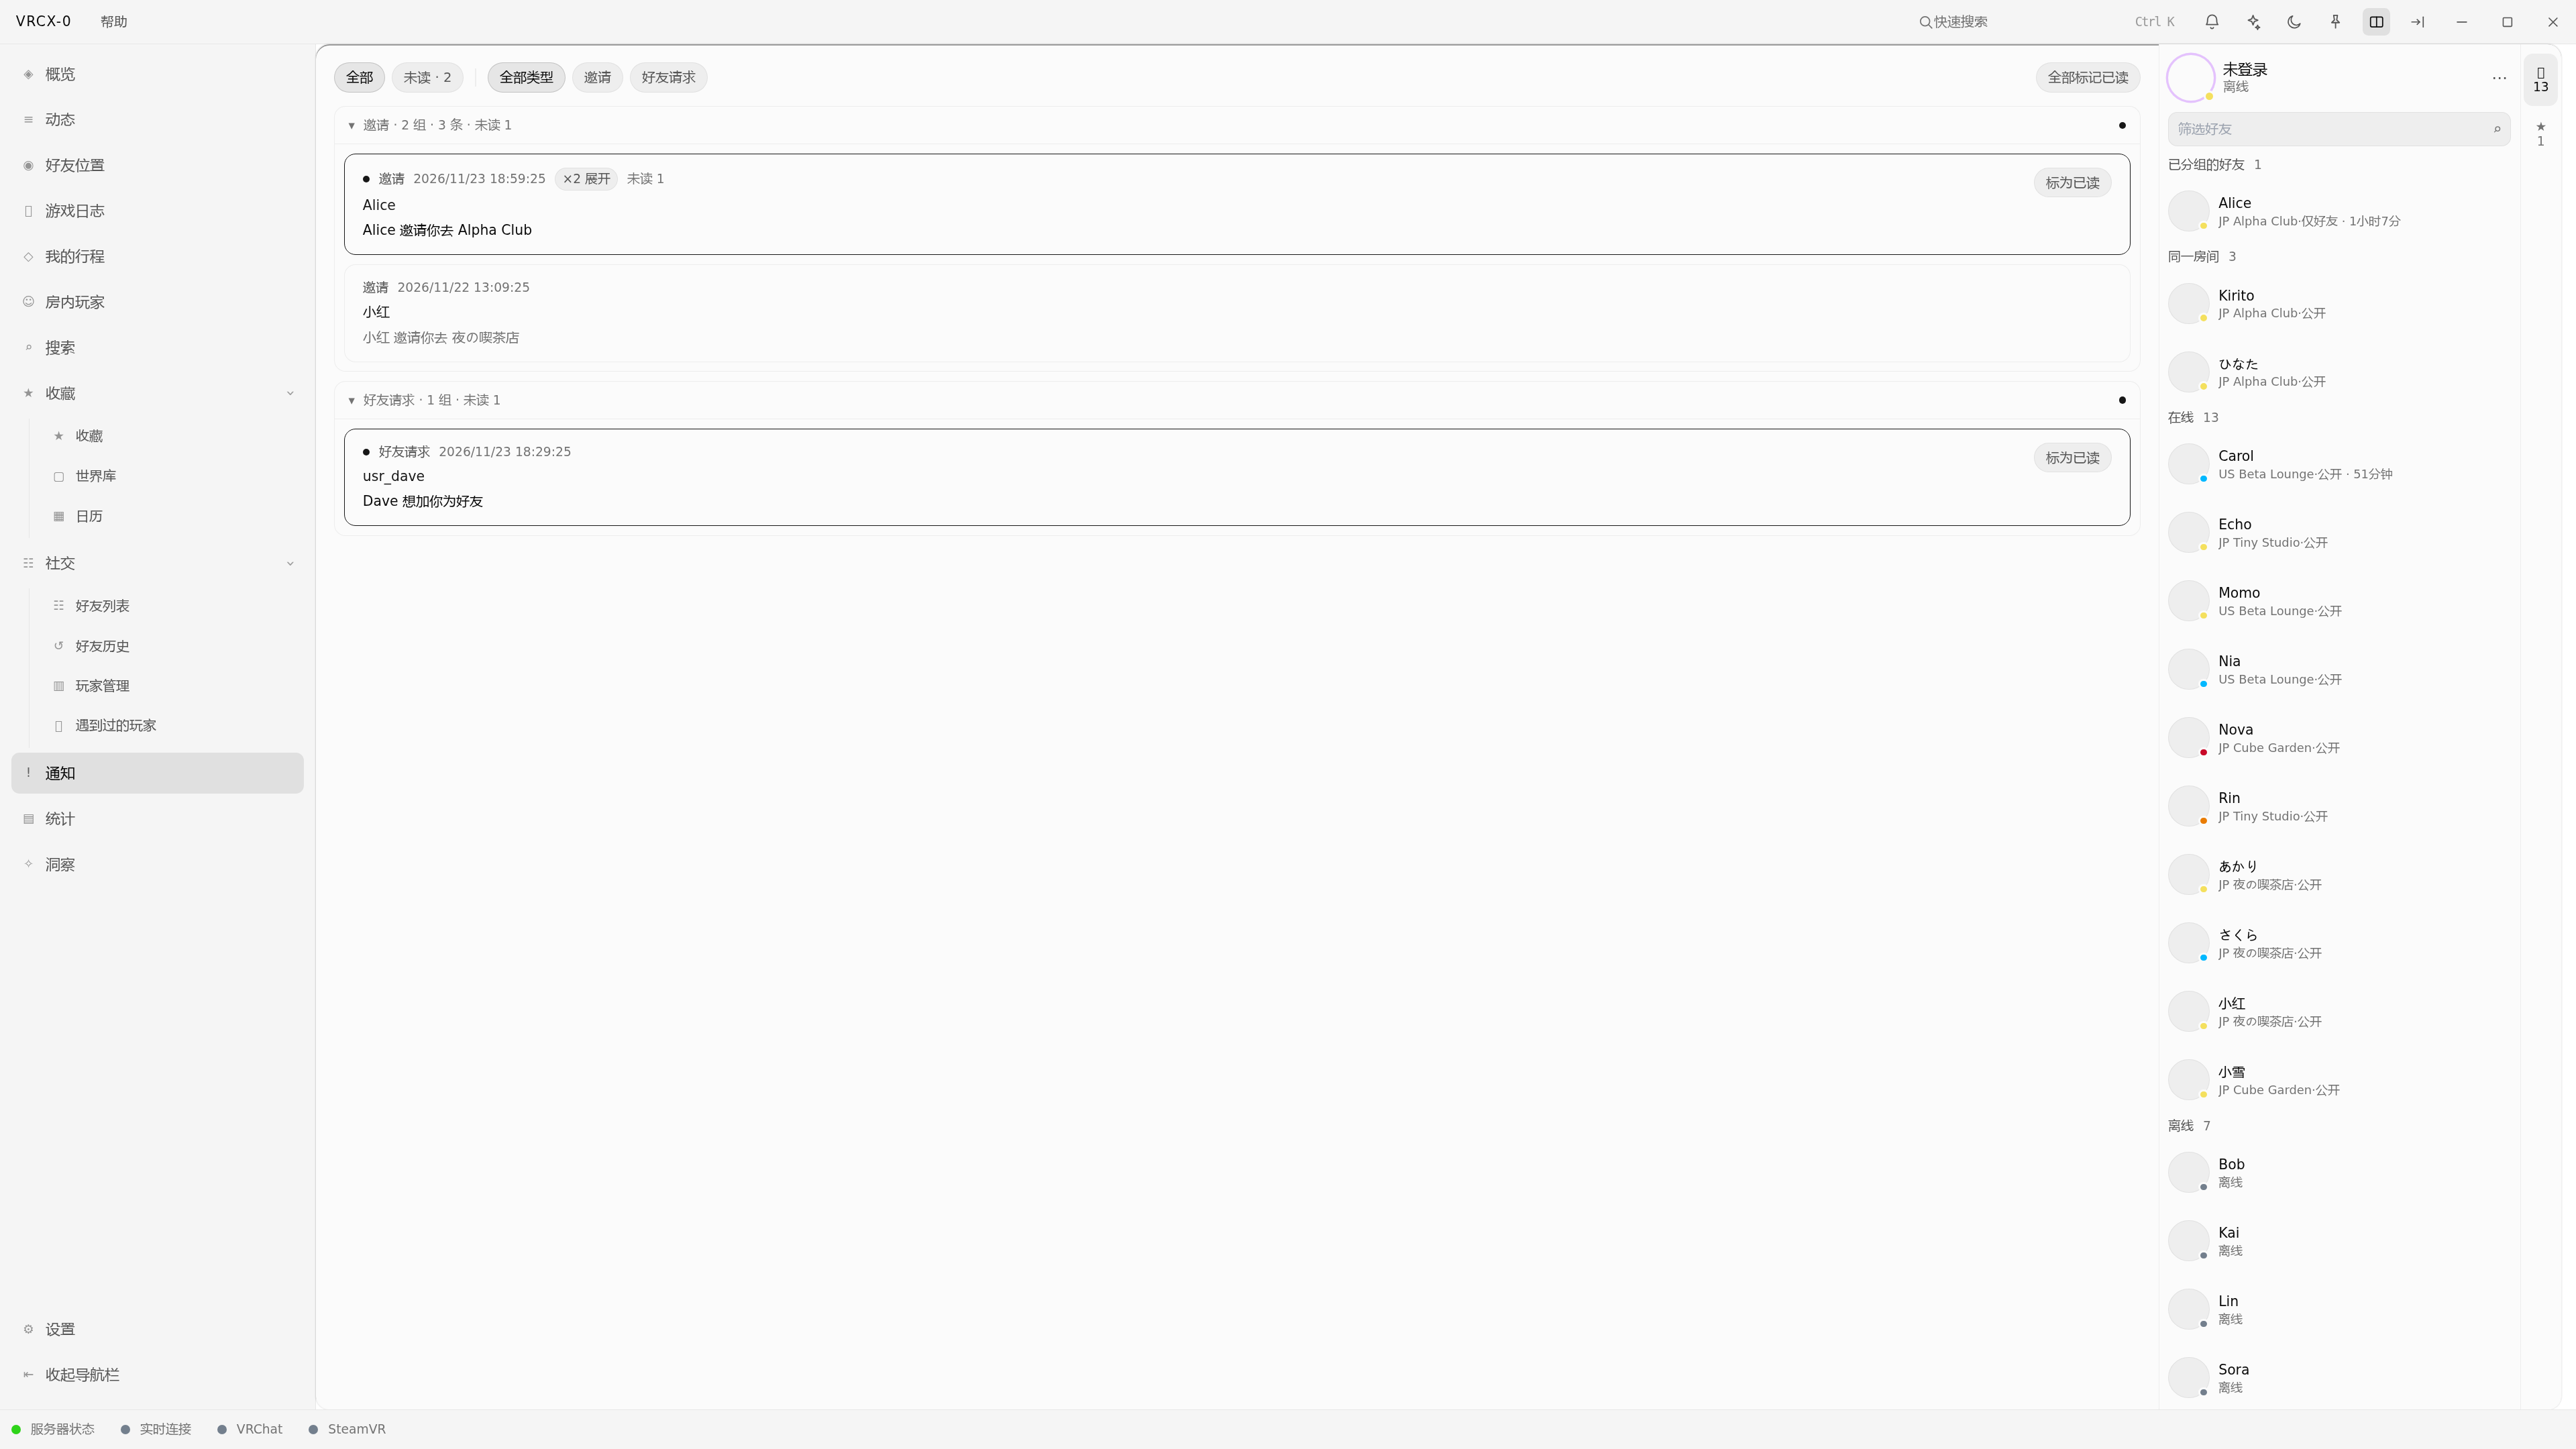 VRCX-0
帮助
快速搜索
Ctrl K
概览
动态
好友位置
游戏日志
我的行程
房内玩家
搜索
收藏
收藏
世界库
日历
社交
好友列表
好友历史
玩家管理
遇到过的玩家
! 通知
统计
洞察
设置
收起导航栏
全部
未读 · 2
全部类型
邀请
好友请求
全部标记已读
邀请 · 2 组 · 3 条 · 未读 1
邀请 2026/11/23 18:59:25 ×2 展开 未读 1
标为已读
Alice
Alice 邀请你去 Alpha Club
邀请 2026/11/22 13:09:25
小红
小红 邀请你去 夜の喫茶店
好友请求 · 1 组 · 未读 1
好友请求 2026/11/23 18:29:25
标为已读
usr_dave
Dave 想加你为好友
未登录
离线
筛选好友
已分组的好友 1
Alice
JP Alpha Club·仅好友 · 1小时7分
同一房间 3
Kirito
JP Alpha Club·公开
ひなた
JP Alpha Club·公开
在线 13
Carol
US Beta Lounge·公开 · 51分钟
Echo
JP Tiny Studio·公开
Momo
US Beta Lounge·公开
Nia
US Beta Lounge·公开
Nova
JP Cube Garden·公开
Rin
JP Tiny Studio·公开
あかり
JP 夜の喫茶店·公开
さくら
JP 夜の喫茶店·公开
小红
JP 夜の喫茶店·公开
小雪
JP Cube Garden·公开
离线 7
Bob
离线
Kai
离线
Lin
离线
Sora
离线
13
★
1
服务器状态
实时连接
VRChat
SteamVR